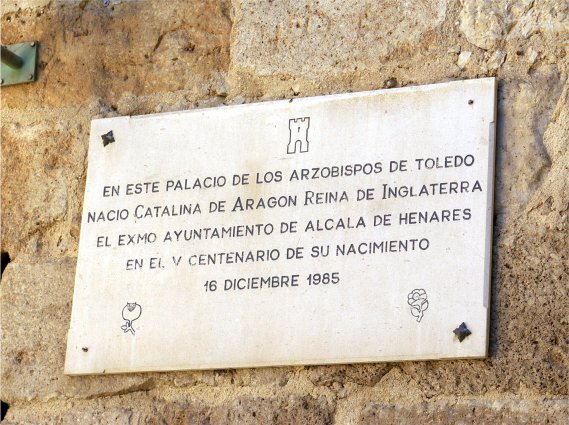 EN ESTE PALACIO DE LOS ARZOBISPOS DE TOLEDO
NACIO CATALINA DE ARAGON REINA DE INGLATERRA
EL EXMO AYUNTAMIENTO DE ALCALA DE HENARES
EN EL V CENTENARIO DE SU NACIMIENTO
16 DICIEMBRE 1985